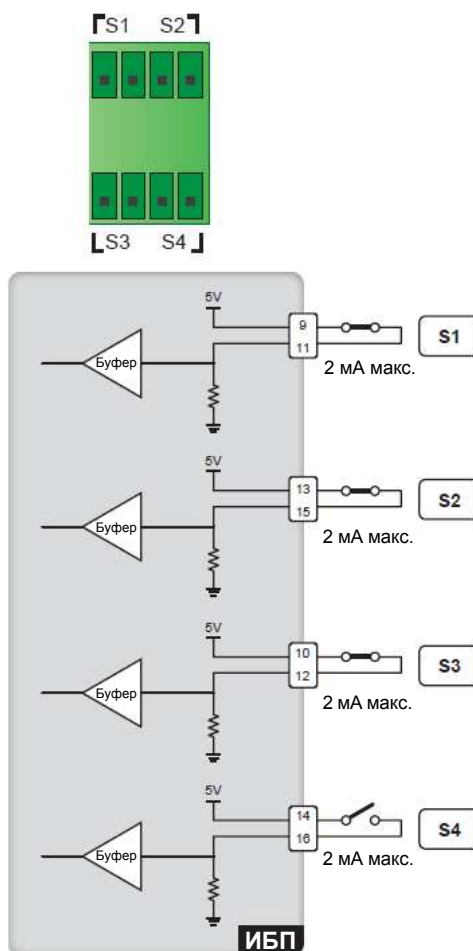 S1 S2
S3 S4
5V
9
11
Буфер
2 мА макс.
S1
5V
13
15
Буфер
2 мА макс.
S2
5V
10
12
Буфер
2 мА макс.
S3
5V
14
16
Буфер
2 мА макс.
S4
ИБП